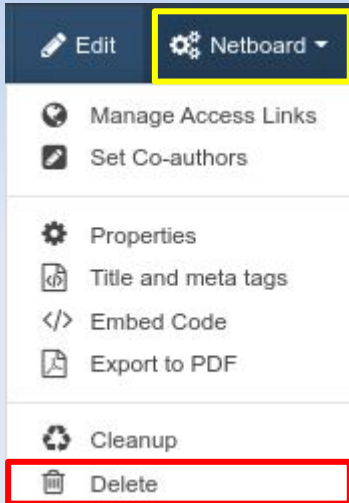 Edit Netboard
Manage Access Links
Set Co-authors
Properties
Title and meta tags
Embed Code
Export to PDF
Cleanup
Delete